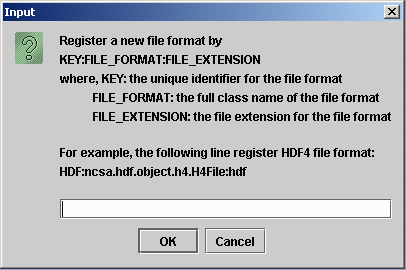 Input
Register a new file format by
KEY:FILE_FORMAT:FILE_EXTENSION
where, KEY: the unique identifier for the file format
FILE_FORMAT: the full class name of the file format
FILE_EXTENSION: the file extension for the file format
For example, the following line register HDF4 file format:
HDF:ncsa.hdf.object.h4.H4File:hdf
OK Cancel